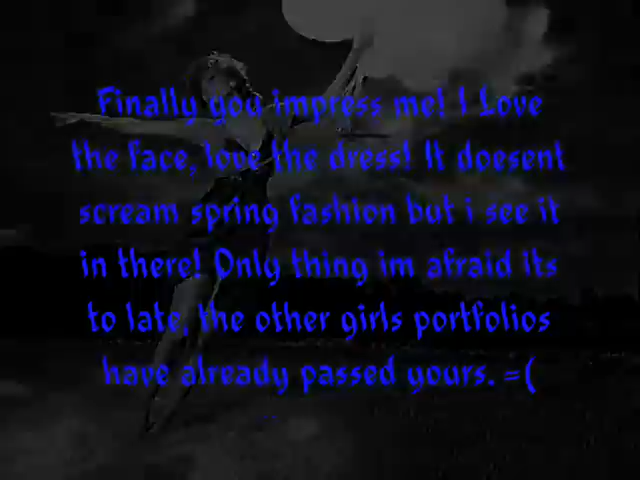 Finally you impress me! I Love
the face, love the dress! It doesent
scream spring fashion but i see it
in there! Only thing im afraid its
to late, the other girls portfolios
have already passed yours. =(